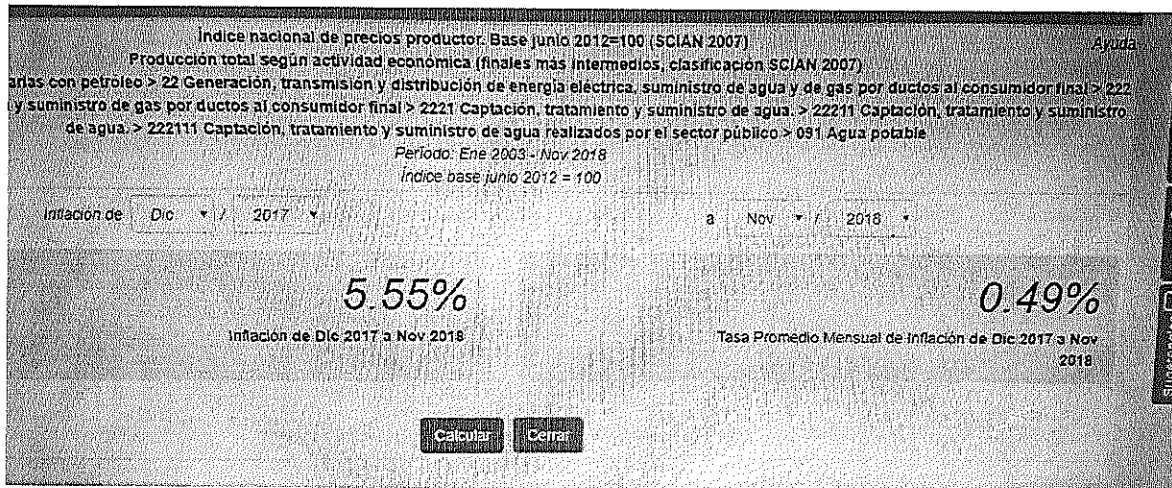 Índice nacional de precios productor. Base junio 2012=100 (SCIAN 2007)
Ayuda
Producción total según actividad económica (finales más intermedios, clasificación SCIAN 2007)
arias con petróleo > 22 Generación, transmisión y distribución de energía eléctrica, suministro de agua y de gas por ductos al consumidor final > 222
y suministro de gas por ductos al consumidor final > 2221 Captación, tratamiento y suministro de agua. > 22211 Captación, tratamiento y suministro
de agua. > 222111 Captación, tratamiento y suministro de agua realizados por el sector público > 091 Agua potable
Periodo: Ene 2003 - Nov 2018
Índice base junio 2012 = 100
Inflación de Dic / 2017 a Nov / 2018
5.55% 0.49%
Inflación de Dic 2017 a Nov 2018
Tasa Promedio Mensual de Inflación de Dic 2017 a Nov
2018
Calcular Cerrar